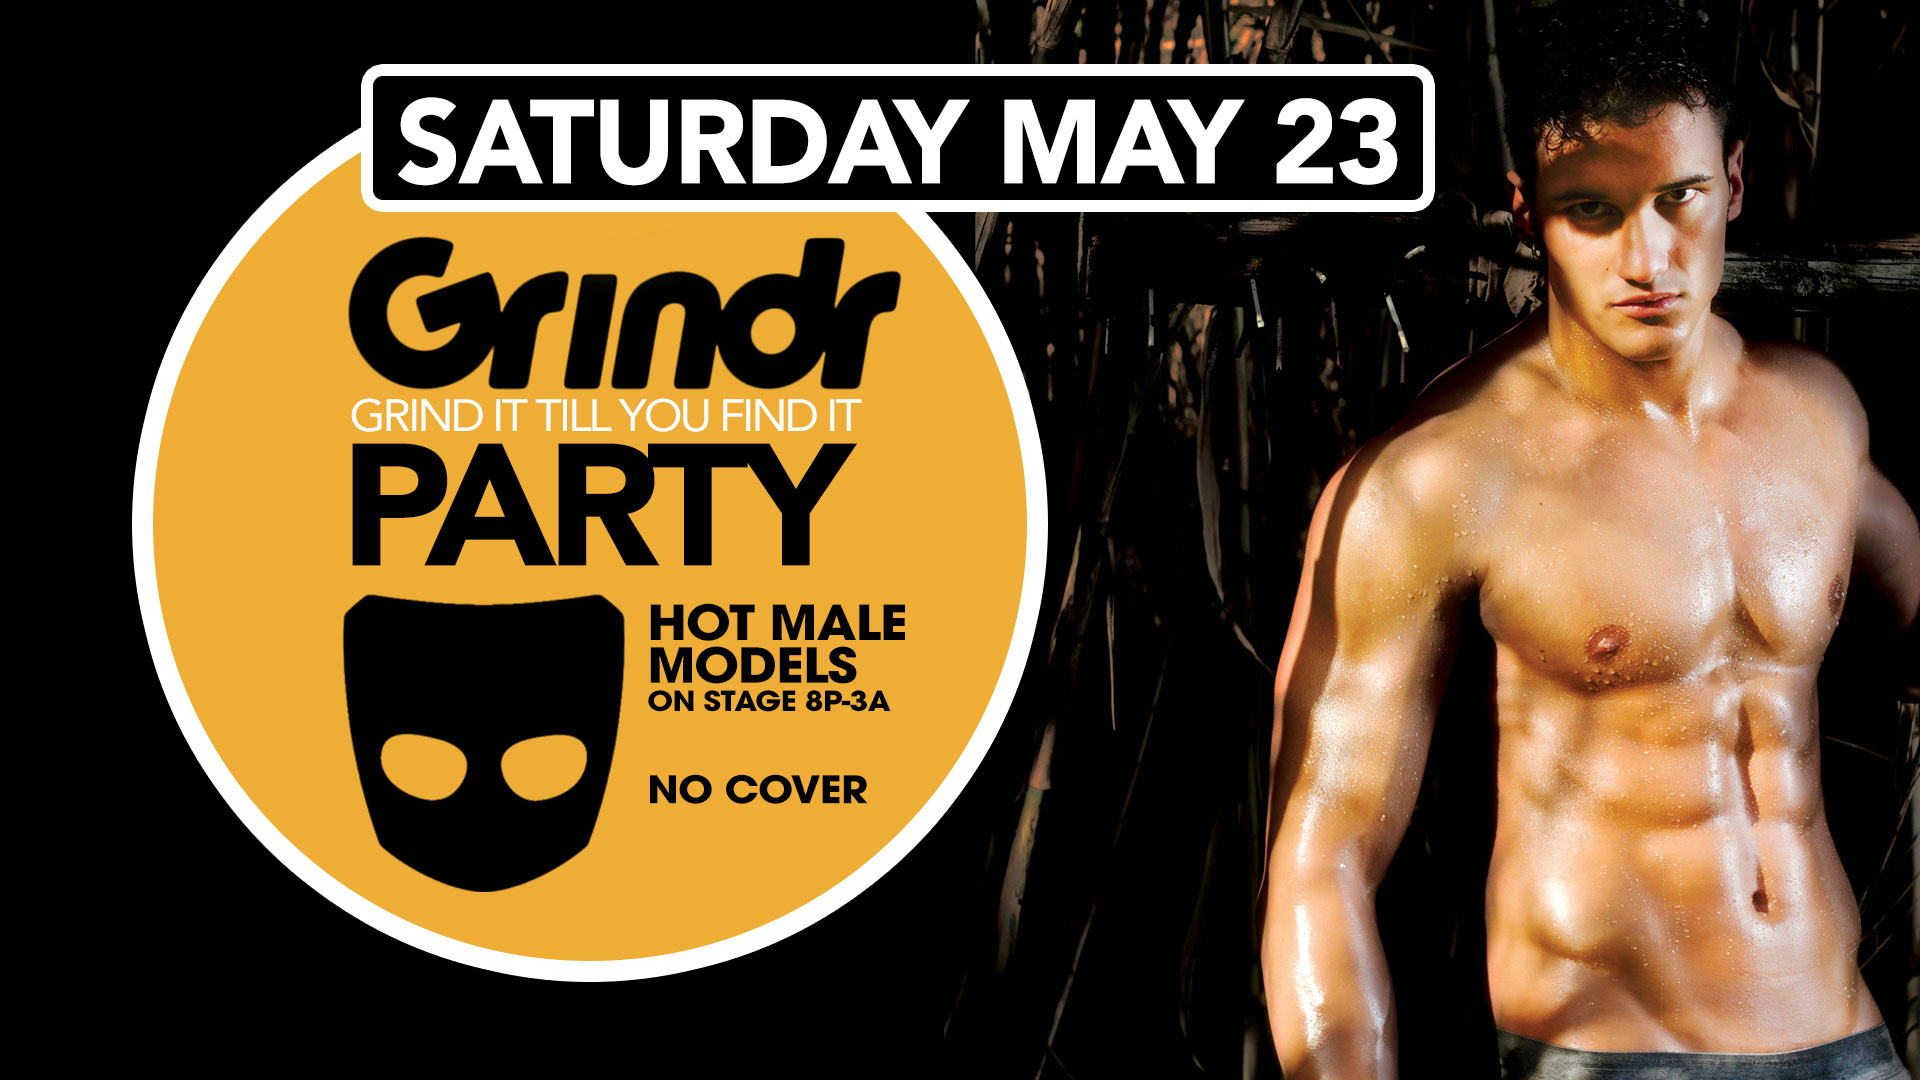 SATURDAY MAY 23
Grindr
GRIND IT TILL YOU FIND IT
PARTY
HOT MALE
MODELS
ON STAGE 8P-3A
NO COVER